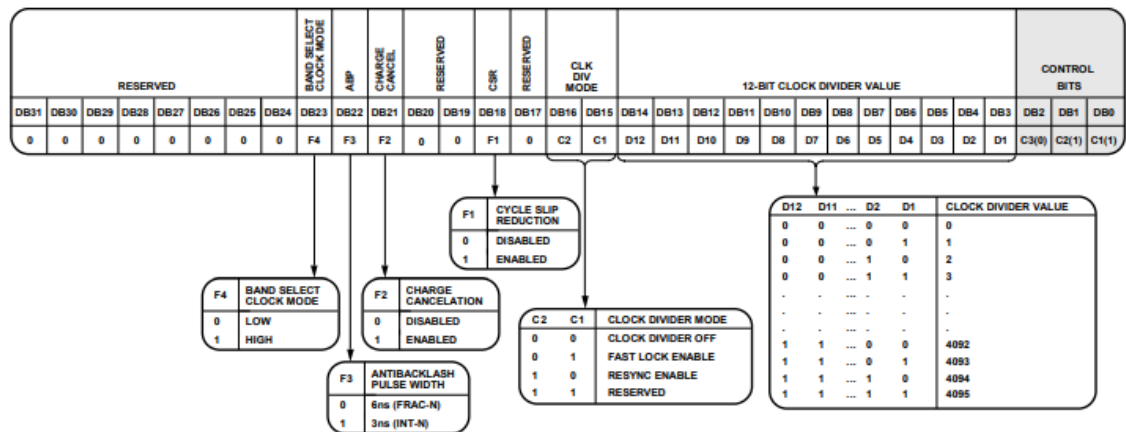 RESERVED
BAND SELECT
CLOCK MODE
ABP
CHARGE
CANCEL
RESERVED
CSR
RESERVED
CLK
DIV
MODE
12-BIT CLOCK DIVIDER VALUE
CONTROL
BITS
DB31 DB30 DB29 DB28 DB27 DB26 DB25 DB24 DB23 DB22 DB21 DB20 DB19 DB18 DB17 DB16 DB15 DB14 DB13 DB12 DB11 DB10 DB9 DB8 DB7 DB6 DB5 DB4 DB3 DB2 DB1 DB0
0 0 0 0 0 0 0 0 F4 F3 F2 0 0 F1 0 C2 C1 D12 D11 D10 D9 D8 D7 D6 D5 D4 D3 D2 D1 C3(0) C2(1) C1(1)
F1 CYCLE SLIP
REDUCTION
0 DISABLED
1 ENABLED
F4 BAND SELECT
CLOCK MODE
0 LOW
1 HIGH
F2 CHARGE
CANCELATION
0 DISABLED
1 ENABLED
F3 ANTIBACKLASH
PULSE WIDTH
0 6ns (FRAC-N)
1 3ns (INT-N)
C2 C1 CLOCK DIVIDER MODE
0 0 CLOCK DIVIDER OFF
0 1 FAST LOCK ENABLE
1 0 RESYNC ENABLE
1 1 RESERVED
D12 D11 ... D2 D1 CLOCK DIVIDER VALUE
0 0 ... 0 0 0
0 0 ... 0 1 1
0 0 ... 1 0 2
0 0 ... 1 1 3
. . ... . . .
. . ... . . .
. . ... . . .
1 1 ... 0 0 4092
1 1 ... 0 1 4093
1 1 ... 1 0 4094
1 1 ... 1 1 4095